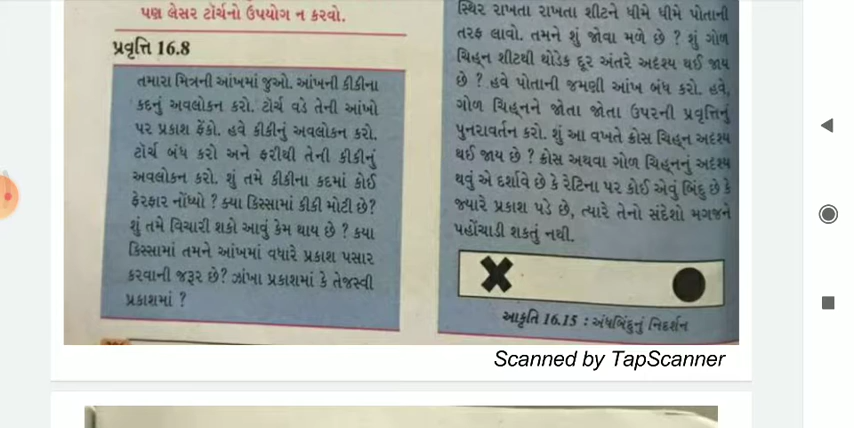 પણ લેસર ટૉર્ચનો ઉપયોગ ન કરવો.
પ્રવૃત્તિ 16.8
તમારા મિત્રની આંખમાં જુઓ. આંખની કીકીના
કદનું અવલોકન કરો. ટૉર્ચ વડે તેની આંખો
પર પ્રકાશ ફેંકો. હવે કીકીનું અવલોકન કરો.
ટૉર્ચ બંધ કરો અને ફરીથી તેની કીકીનું
અવલોકન કરો. શું તમે કીકીના કદમાં કોઈ
ફેરફાર નોંધ્યો ? ક્યા કિસ્સામાં કીકી મોટી છે?
શું તમે વિચારી શકો આવું કેમ થાય છે ? ક્યા
કિસ્સામાં તમને આંખમાં વધારે પ્રકાશ પસાર
કરવાની જરૂર છે? ઝાંખા પ્રકાશમાં કે તેજસ્વી
પ્રકાશમાં ?
સ્થિર રાખતા રાખતા શીટને ધીમે ધીમે પોતાની
તરફ લાવો. તમને શું જોવા મળે છે ? શું ગોળ
ચિહ્‌ન શીટથી થોડેક દૂર અંતરે અદૃશ્ય થઈ જાય
છે ? હવે પોતાની જમણી આંખ બંધ કરો. હવે,
ગોળ ચિહ્‌નને જોતા જોતા ઉપરની પ્રવૃત્તિનું
પુનરાવર્તન કરો. શું આ વખતે ક્રોસ ચિહ્‌ન અદૃશ્ય
થઈ જાય છે ? ક્રોસ અથવા ગોળ ચિહ્‌નનું અદૃશ્ય
થવું એ દર્શાવે છે કે રેટિના પર કોઈ એવું બિંદુ છે કે
જ્યારે પ્રકાશ પડે છે, ત્યારે તેનો સંદેશો મગજને
પહોંચાડી શકતું નથી.
આકૃતિ 16.15 : અંધબિંદુનું નિદર્શન
Scanned by TapScanner